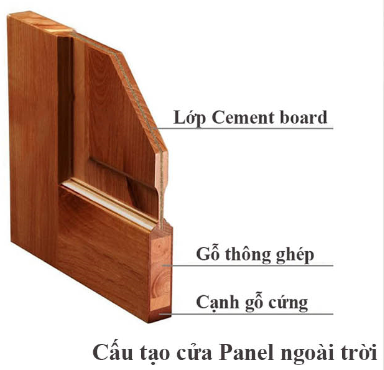 Lớp Cement board
Gỗ thông ghép
Cạnh gỗ cứng
Cấu tạo cửa Panel ngoài trời